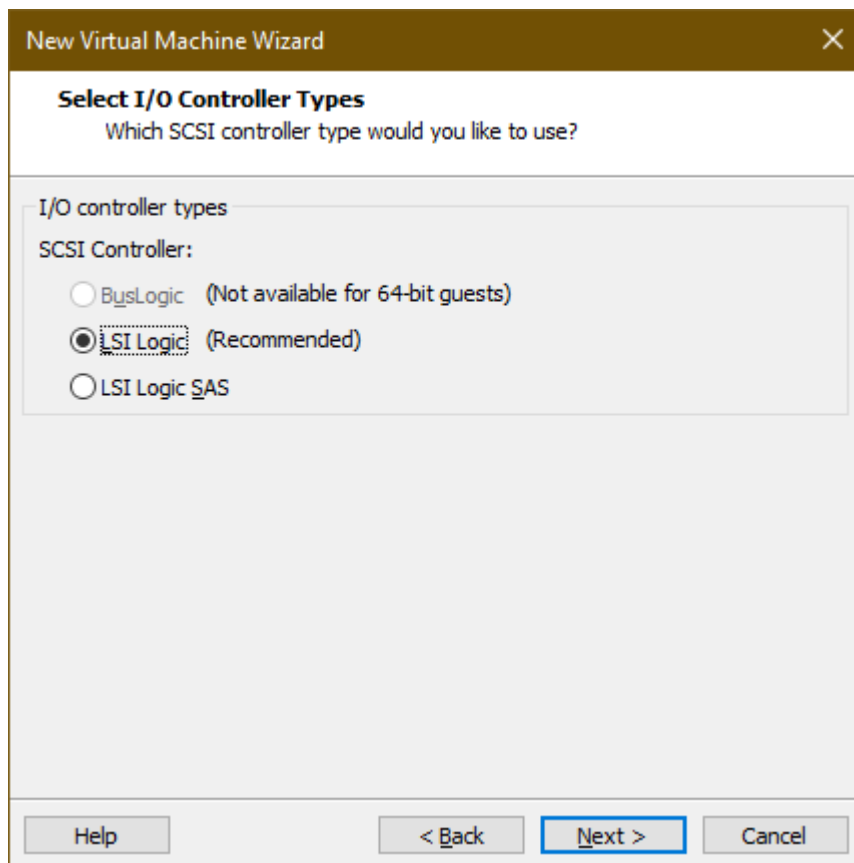 New Virtual Machine Wizard
Select I/O Controller Types
Which SCSI controller type would you like to use?
I/O controller types
SCSI Controller:
BusLogic (Not available for 64-bit guests)
LSI Logic (Recommended)
LSI Logic SAS
Help < Back Next > Cancel